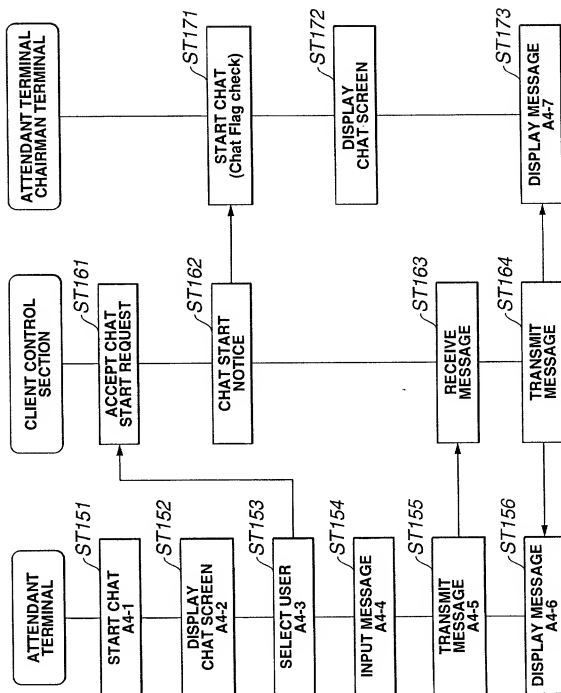 ATTENDANT
TERMINAL
ST151
START CHAT
A4-1
ST152
DISPLAY
CHAT SCREEN
A4-2
ST153
SELECT USER
A4-3
ST154
INPUT MESSAGE
A4-4
ST155
TRANSMIT
MESSAGE
A4-5
ST156
DISPLAY MESSAGE
A4-6
CLIENT CONTROL
SECTION
ST161
ACCEPT CHAT
START REQUEST
ST162
CHAT START
NOTICE
ST163
RECEIVE
MESSAGE
ST164
TRANSMIT
MESSAGE
ATTENDANT TERMINAL
CHAIRMAN TERMINAL
ST171
START CHAT
(Chat Flag check)
ST172
DISPLAY
CHAT SCREEN
ST173
DISPLAY MESSAGE
A4-7